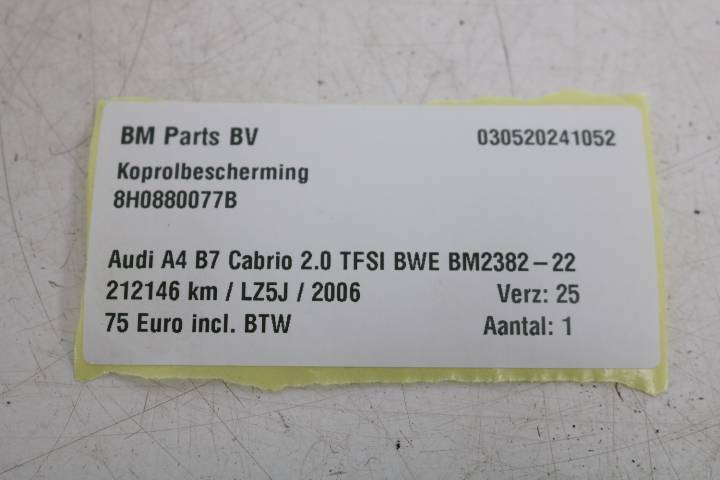 BM Parts BV 030520241052
Koprolbescherming
8H0880077B
Audi A4 B7 Cabrio 2.0 TFSI BWE BM2382-22
212146 km / LZ5J / 2006 Verz: 25
75 Euro incl. BTW Aantal: 1